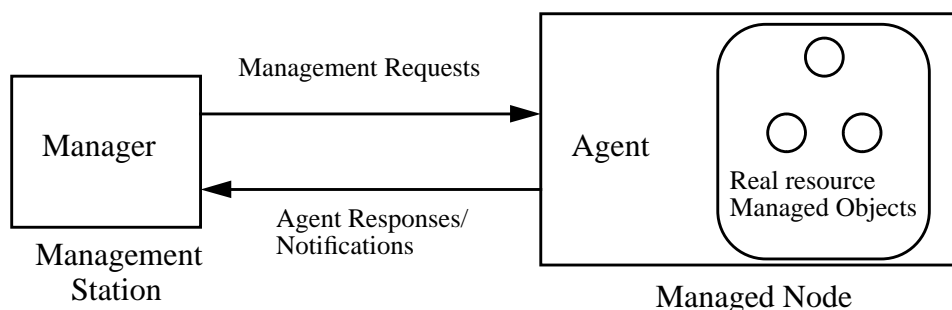 Management Requests
Manager
Agent
Real resource
Managed Objects
Agent Responses/
Notifications
Management
Station
Managed Node